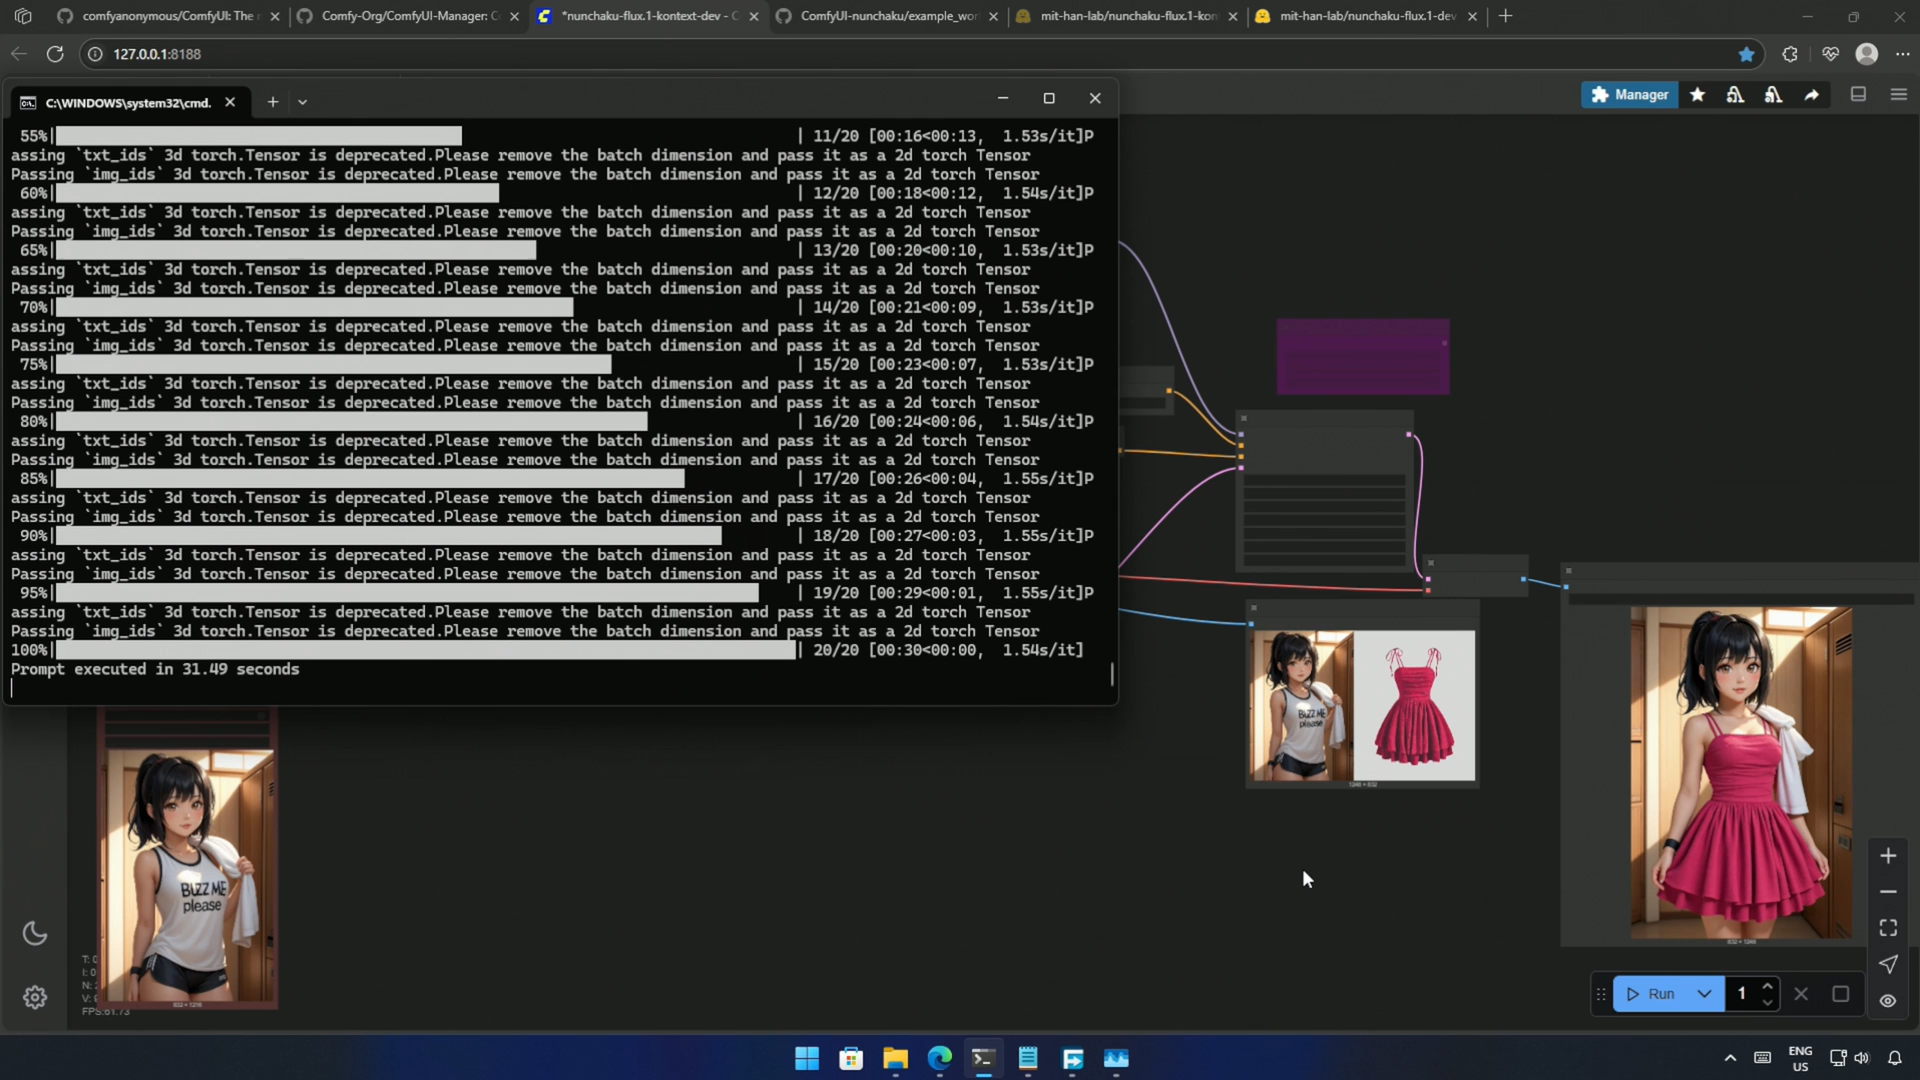 comfyanonymous/ComfyUI: The m
Comfy-Org/ComfyUI-Manager: C
*nunchaku-flux.1-kontext-dev - C
ComfyUI-nunchaku/example_wor
mit-han-lab/nunchaku-flux.1-kon
mit-han-lab/nunchaku-flux.1-dev
127.0.0.1:8188
C:\WINDOWS\system32\cmd.
Manager
55%| | 11/20 [00:16<00:13, 1.53s/it]P
assing `txt_ids` 3d torch.Tensor is deprecated.Please remove the batch dimension and pass it as a 2d torch Tensor
Passing `img_ids` 3d torch.Tensor is deprecated.Please remove the batch dimension and pass it as a 2d torch Tensor
60%| | 12/20 [00:18<00:12, 1.54s/it]P
assing `txt_ids` 3d torch.Tensor is deprecated.Please remove the batch dimension and pass it as a 2d torch Tensor
Passing `img_ids` 3d torch.Tensor is deprecated.Please remove the batch dimension and pass it as a 2d torch Tensor
65%| | 13/20 [00:20<00:10, 1.53s/it]P
assing `txt_ids` 3d torch.Tensor is deprecated.Please remove the batch dimension and pass it as a 2d torch Tensor
Passing `img_ids` 3d torch.Tensor is deprecated.Please remove the batch dimension and pass it as a 2d torch Tensor
70%| | 14/20 [00:21<00:09, 1.53s/it]P
assing `txt_ids` 3d torch.Tensor is deprecated.Please remove the batch dimension and pass it as a 2d torch Tensor
Passing `img_ids` 3d torch.Tensor is deprecated.Please remove the batch dimension and pass it as a 2d torch Tensor
75%| | 15/20 [00:23<00:07, 1.53s/it]P
assing `txt_ids` 3d torch.Tensor is deprecated.Please remove the batch dimension and pass it as a 2d torch Tensor
Passing `img_ids` 3d torch.Tensor is deprecated.Please remove the batch dimension and pass it as a 2d torch Tensor
80%| | 16/20 [00:24<00:06, 1.54s/it]P
assing `txt_ids` 3d torch.Tensor is deprecated.Please remove the batch dimension and pass it as a 2d torch Tensor
Passing `img_ids` 3d torch.Tensor is deprecated.Please remove the batch dimension and pass it as a 2d torch Tensor
85%| | 17/20 [00:26<00:04, 1.55s/it]P
assing `txt_ids` 3d torch.Tensor is deprecated.Please remove the batch dimension and pass it as a 2d torch Tensor
Passing `img_ids` 3d torch.Tensor is deprecated.Please remove the batch dimension and pass it as a 2d torch Tensor
90%| | 18/20 [00:27<00:03, 1.55s/it]P
assing `txt_ids` 3d torch.Tensor is deprecated.Please remove the batch dimension and pass it as a 2d torch Tensor
Passing `img_ids` 3d torch.Tensor is deprecated.Please remove the batch dimension and pass it as a 2d torch Tensor
95%| | 19/20 [00:29<00:01, 1.55s/it]P
assing `txt_ids` 3d torch.Tensor is deprecated.Please remove the batch dimension and pass it as a 2d torch Tensor
Passing `img_ids` 3d torch.Tensor is deprecated.Please remove the batch dimension and pass it as a 2d torch Tensor
100%| | 20/20 [00:30<00:00, 1.54s/it]
Prompt executed in 31.49 seconds
BUZZ ME
please
BUZZ ME
please
FPS:61.73
Run
1
ENG
US